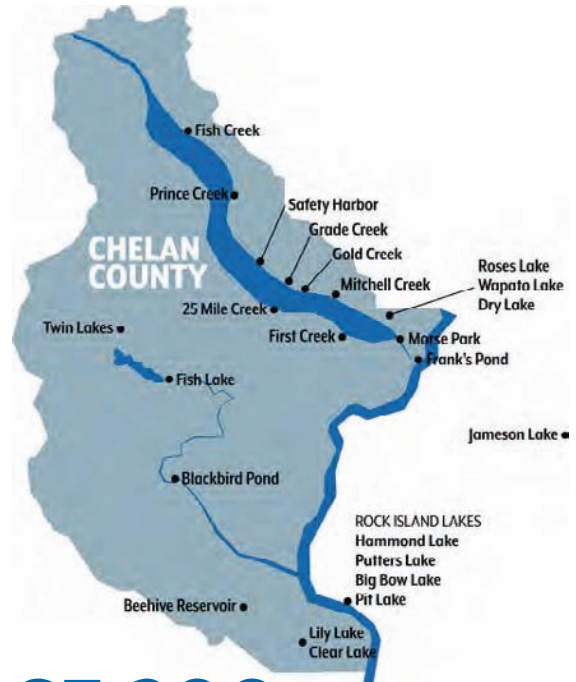 Fish Creek
Prince Creek
Safety Harbor
Grade Creek
Gold Creek
Mitchell Creek
CHELAN
COUNTY
Roses Lake
Wapato Lake
Dry Lake
25 Mile Creek
Twin Lakes
First Creek
Morse Park
Frank's Pond
Fish Lake
Jameson Lake
Blackbird Pond
ROCK ISLAND LAKES
Hammond Lake
Putters Lake
Big Bow Lake
Pit Lake
Beehive Reservoir
Lily Lake
Clear Lake